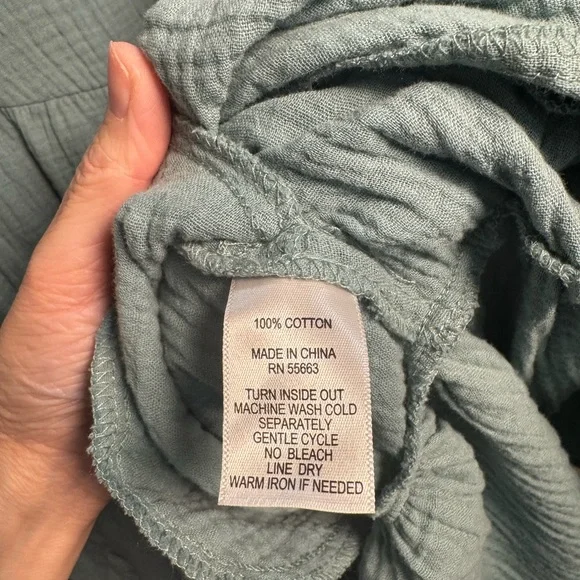 100% COTTON
MADE IN CHINA
RN 55663
TURN INSIDE OUT
MACHINE WASH COLD
SEPARATELY
GENTLE CYCLE
NO BLEACH
LINE DRY
WARM IRON IF NEEDED